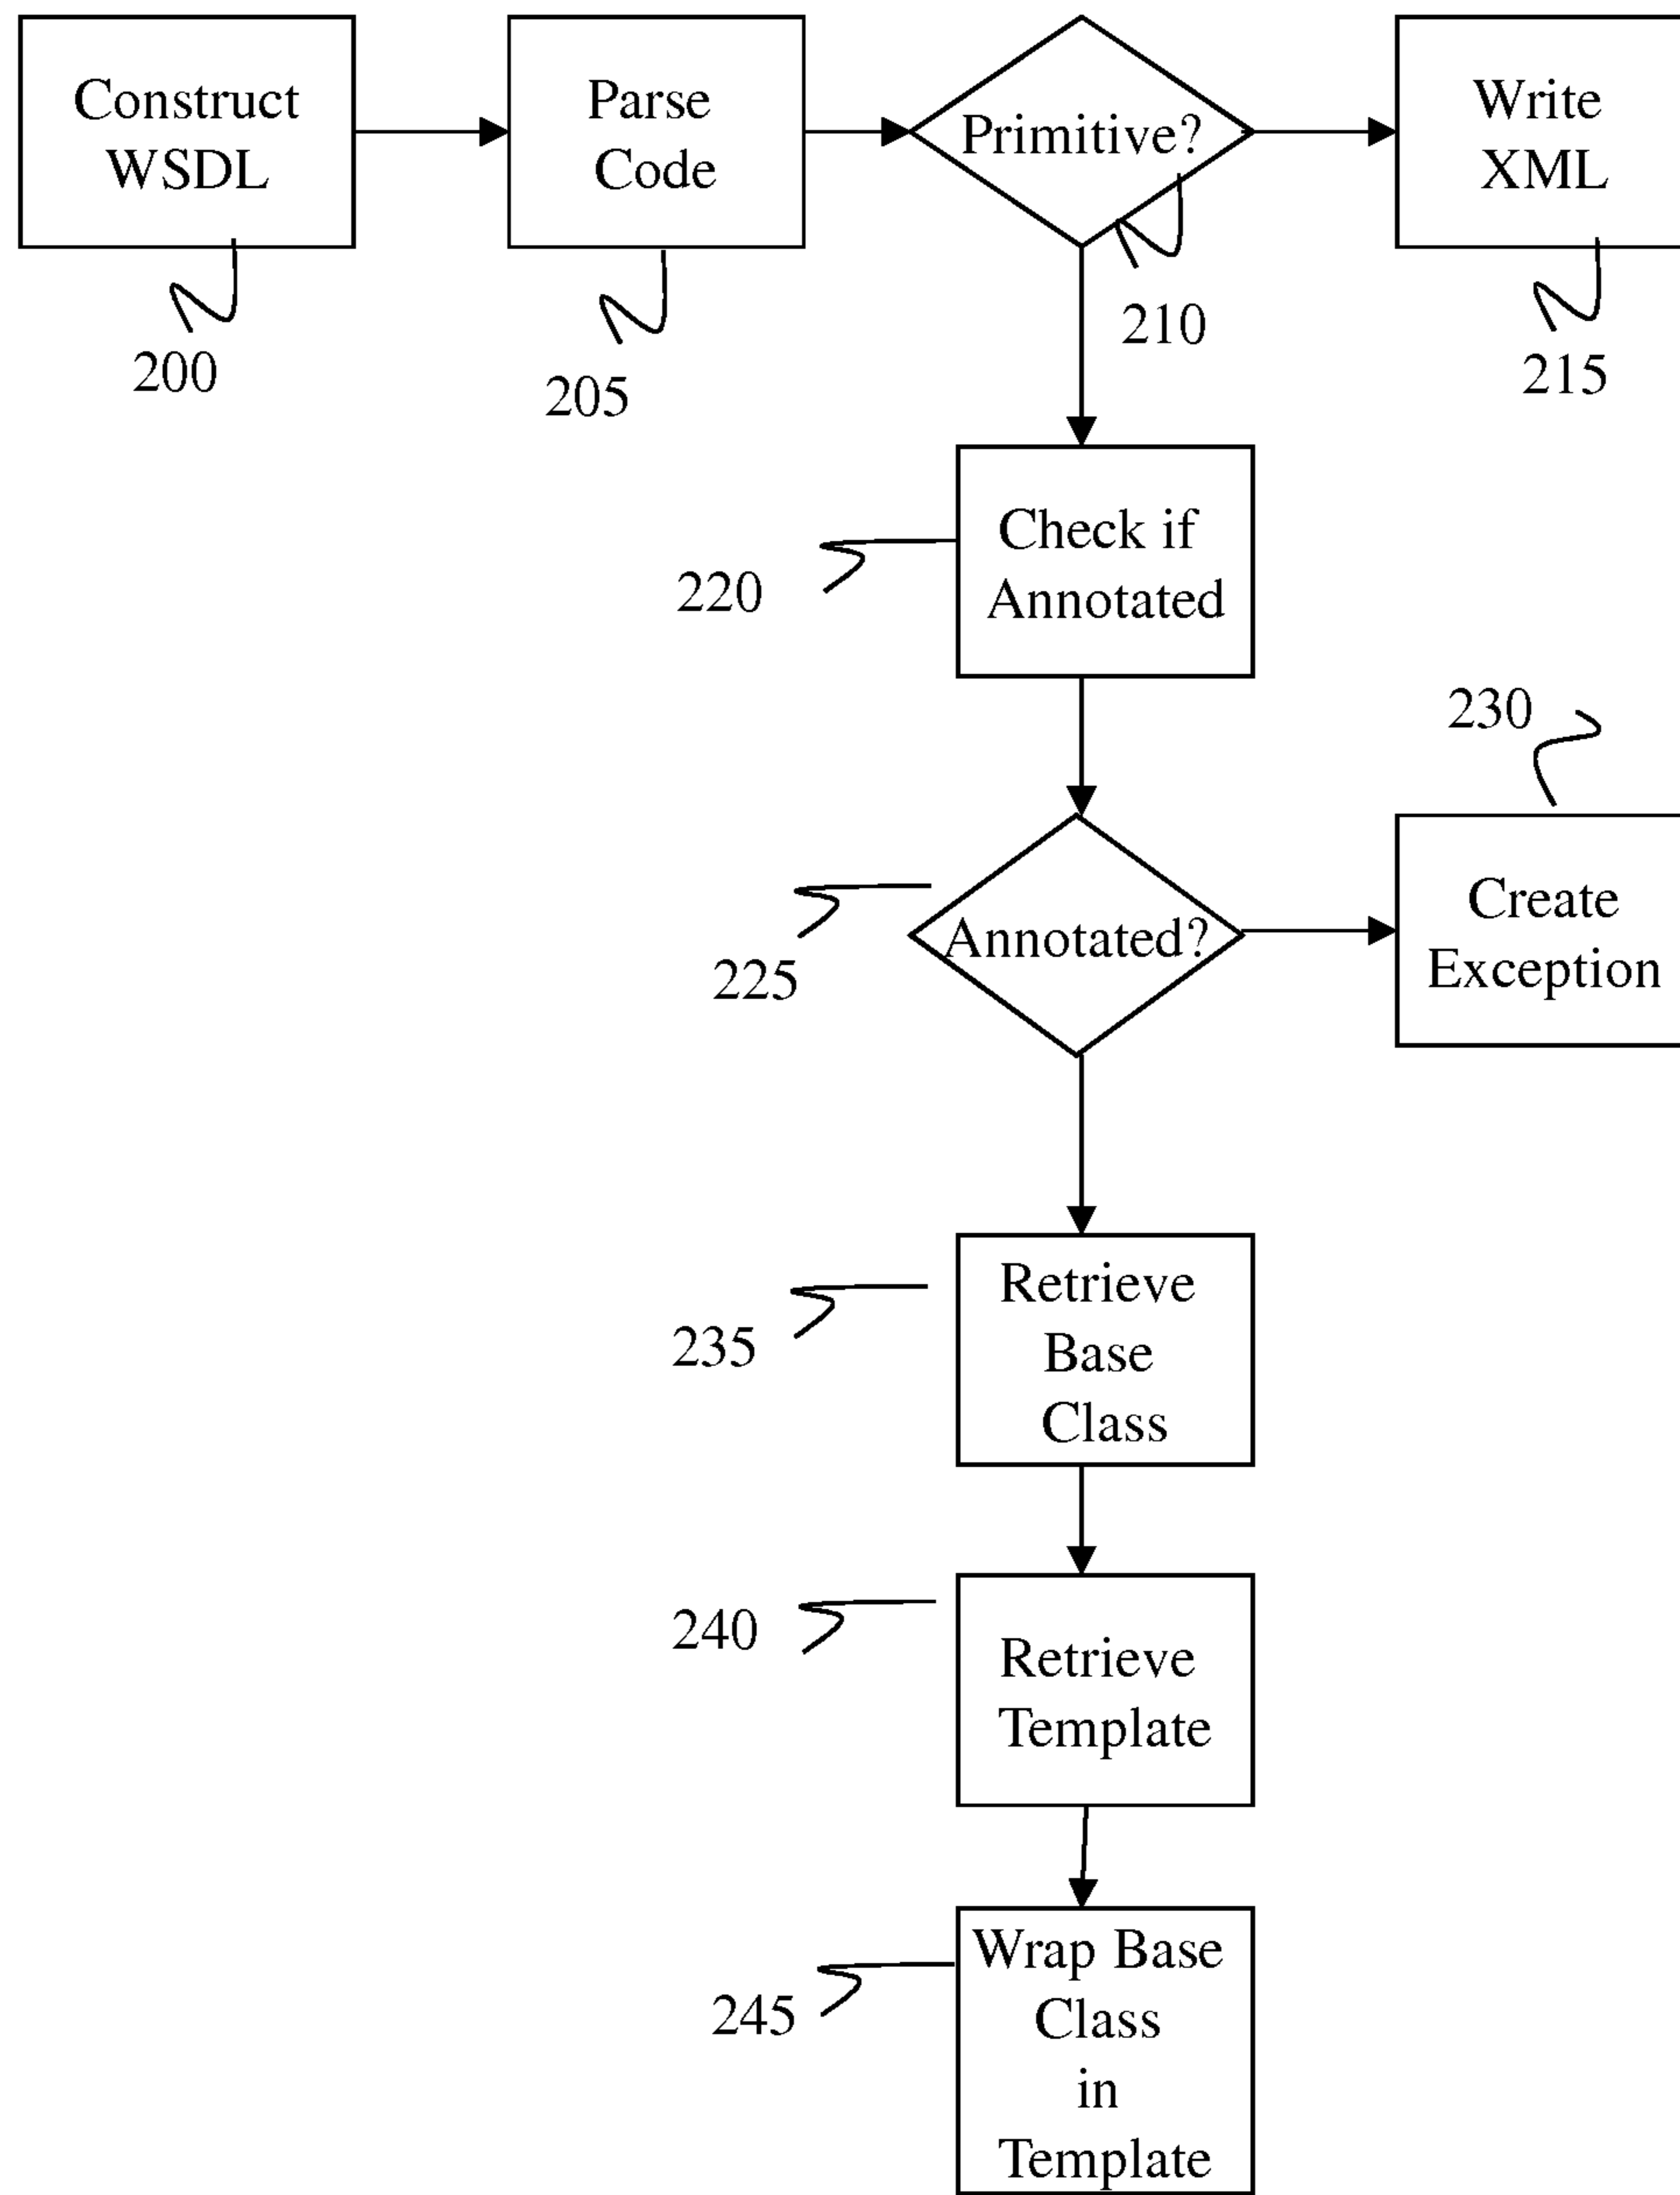 Construct
WSDL
Parse
Code
Primitive?
Write
XML
200
205
210
215
Check if
Annotated
220
230
Annotated?
225
Create
Exception
Retrieve
Base
Class
235
240
Retrieve
Template
Wrap Base
Class
in
Template
245